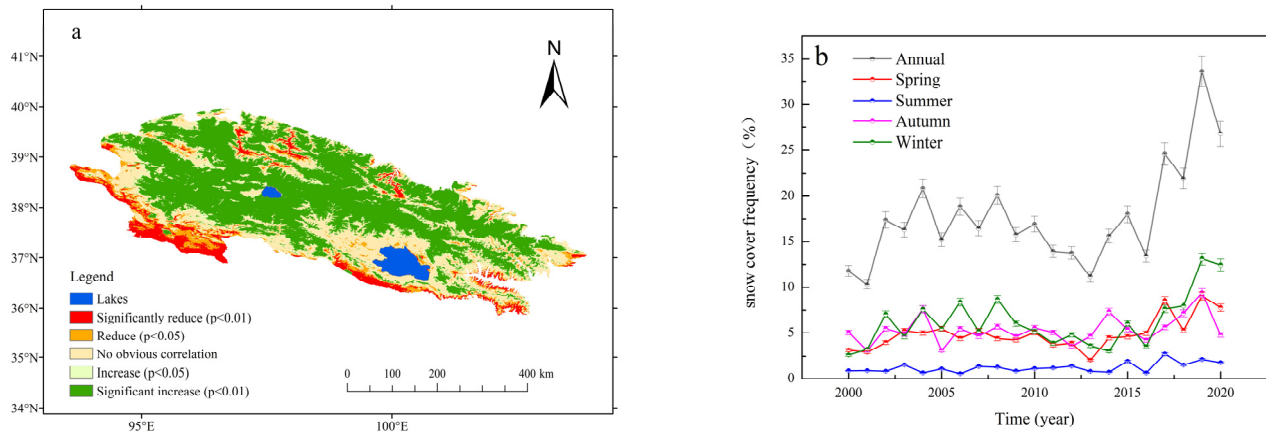 a
N
41°N
40°N
39°N
38°N
37°N
36°N
35°N
34°N
95°E
100°E
Legend
Lakes
Significantly reduce (p<0.01)
Reduce (p<0.05)
No obvious correlation
Increase (p<0.05)
Significant increase (p<0.01)
0 100 200 400 km
b
Annual
Spring
Summer
Autumn
Winter
snow cover frequency（%）
35
30
25
20
15
10
5
0
2000 2005 2010 2015 2020
Time (year)